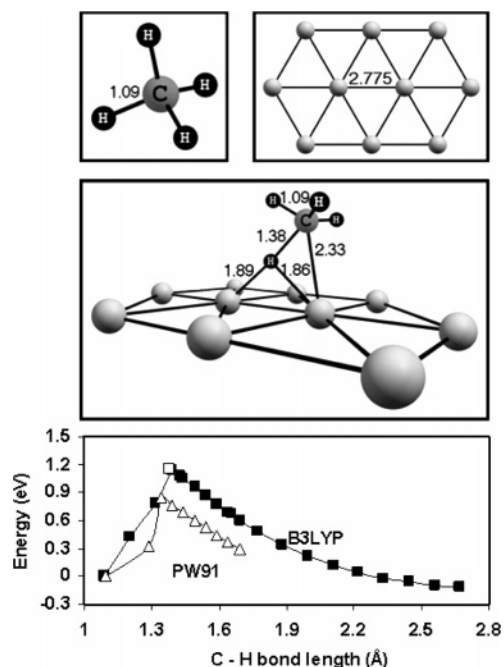 H
1.09
C
H
H
H
2.775
H
1.09
H
C
H
1.38
2.33
H
1.89
1.86
Energy (eV)
1.5
1.2
0.9
0.6
0.3
0
-0.3
B3LYP
PW91
1
1.3
1.6
1.9
2.2
2.5
2.8
C - H bond length (Å)